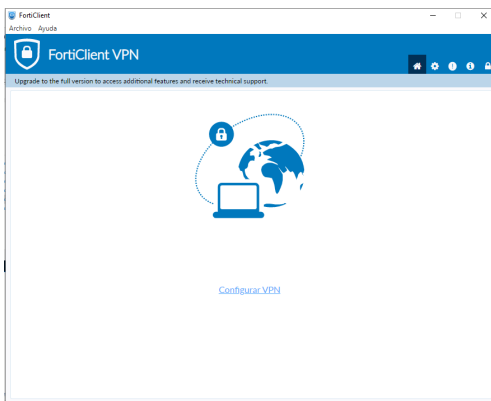 FortiClient
Archivo Ayuda
FortiClient VPN
Upgrade to the full version to access additional features and receive technical support.
Configurar VPN